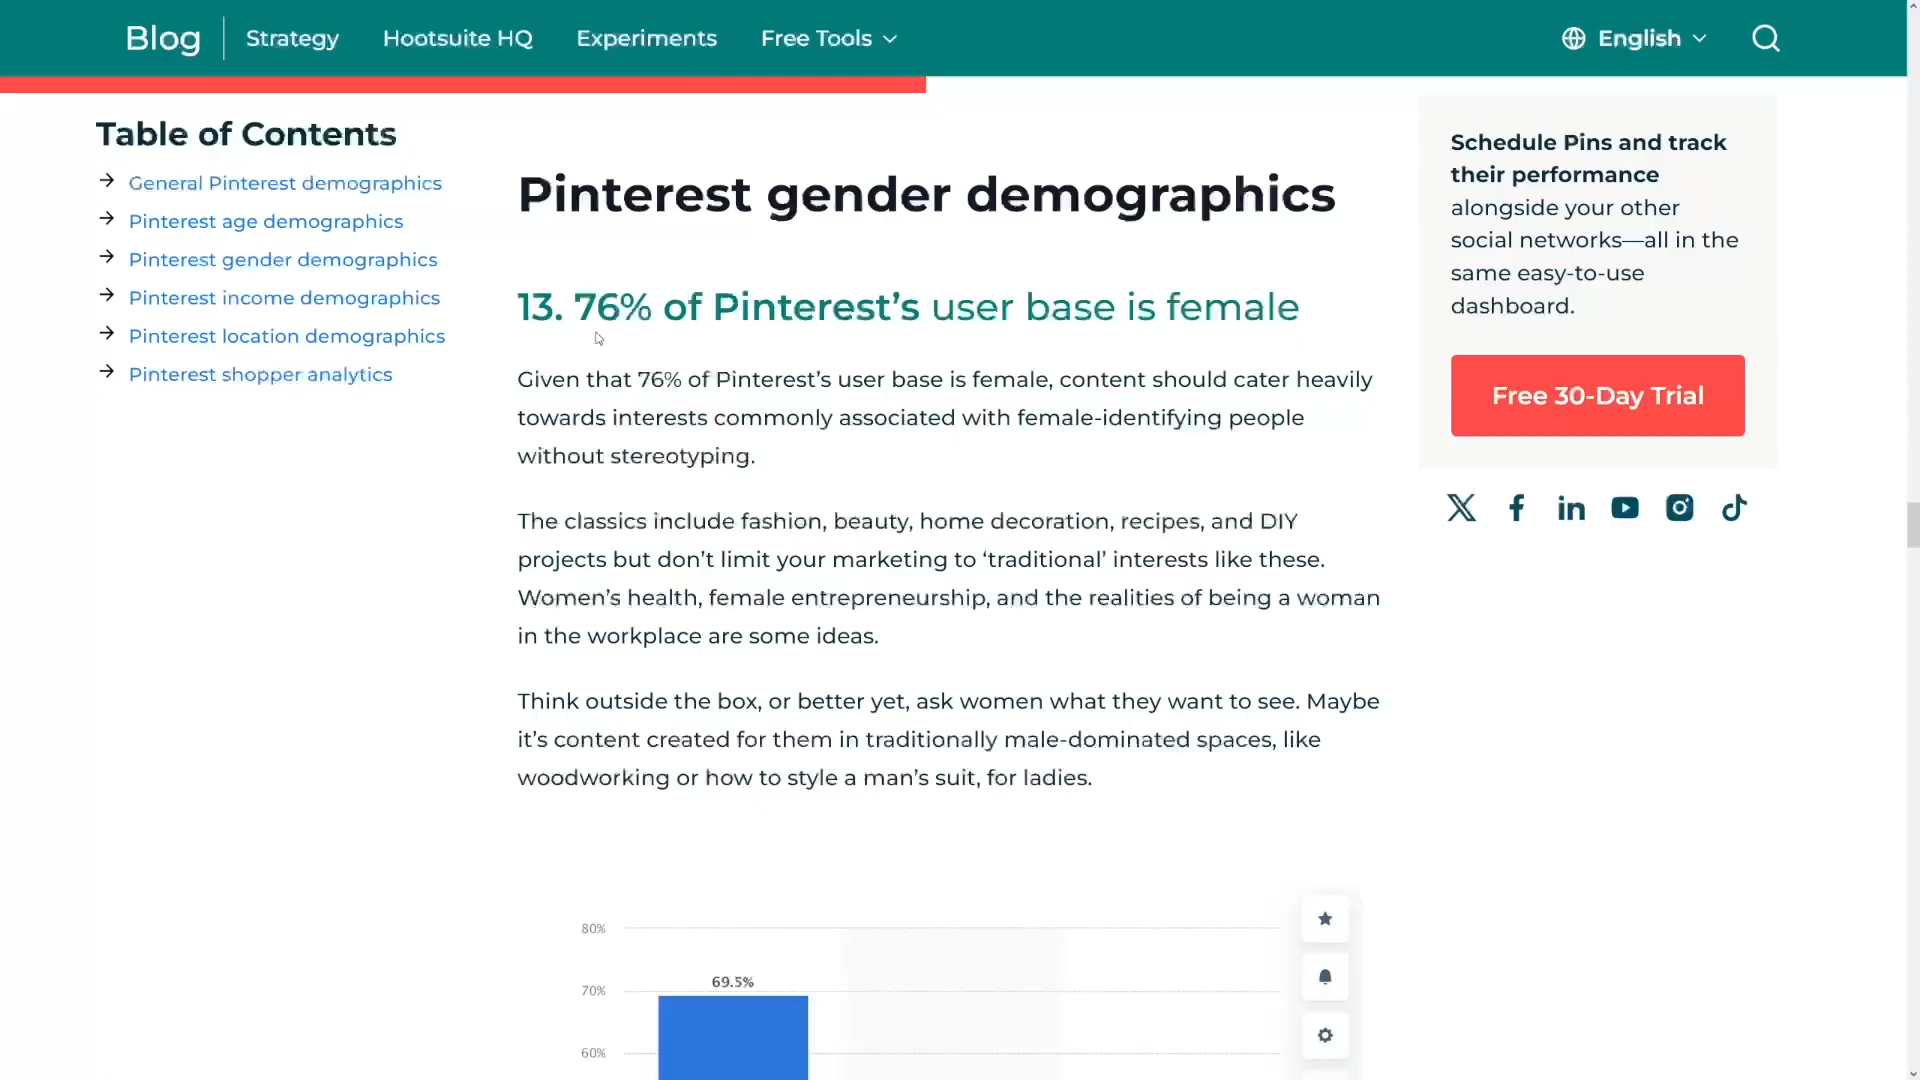 Blog
Strategy
Hootsuite HQ
Experiments
Free Tools
English
Table of Contents
General Pinterest demographics
Pinterest age demographics
Pinterest gender demographics
Pinterest income demographics
Pinterest location demographics
Pinterest shopper analytics
Pinterest gender demographics
13. 76% of Pinterest’s user base is female
Given that 76% of Pinterest’s user base is female, content should cater heavily
towards interests commonly associated with female-identifying people
without stereotyping.
The classics include fashion, beauty, home decoration, recipes, and DIY
projects but don’t limit your marketing to ‘traditional’ interests like these.
Women’s health, female entrepreneurship, and the realities of being a woman
in the workplace are some ideas.
Think outside the box, or better yet, ask women what they want to see. Maybe
it’s content created for them in traditionally male-dominated spaces, like
woodworking or how to style a man’s suit, for ladies.
80%
69.5%
70%
60%
Schedule Pins and track
their performance
alongside your other
social networks—all in the
same easy-to-use
dashboard.
Free 30-Day Trial